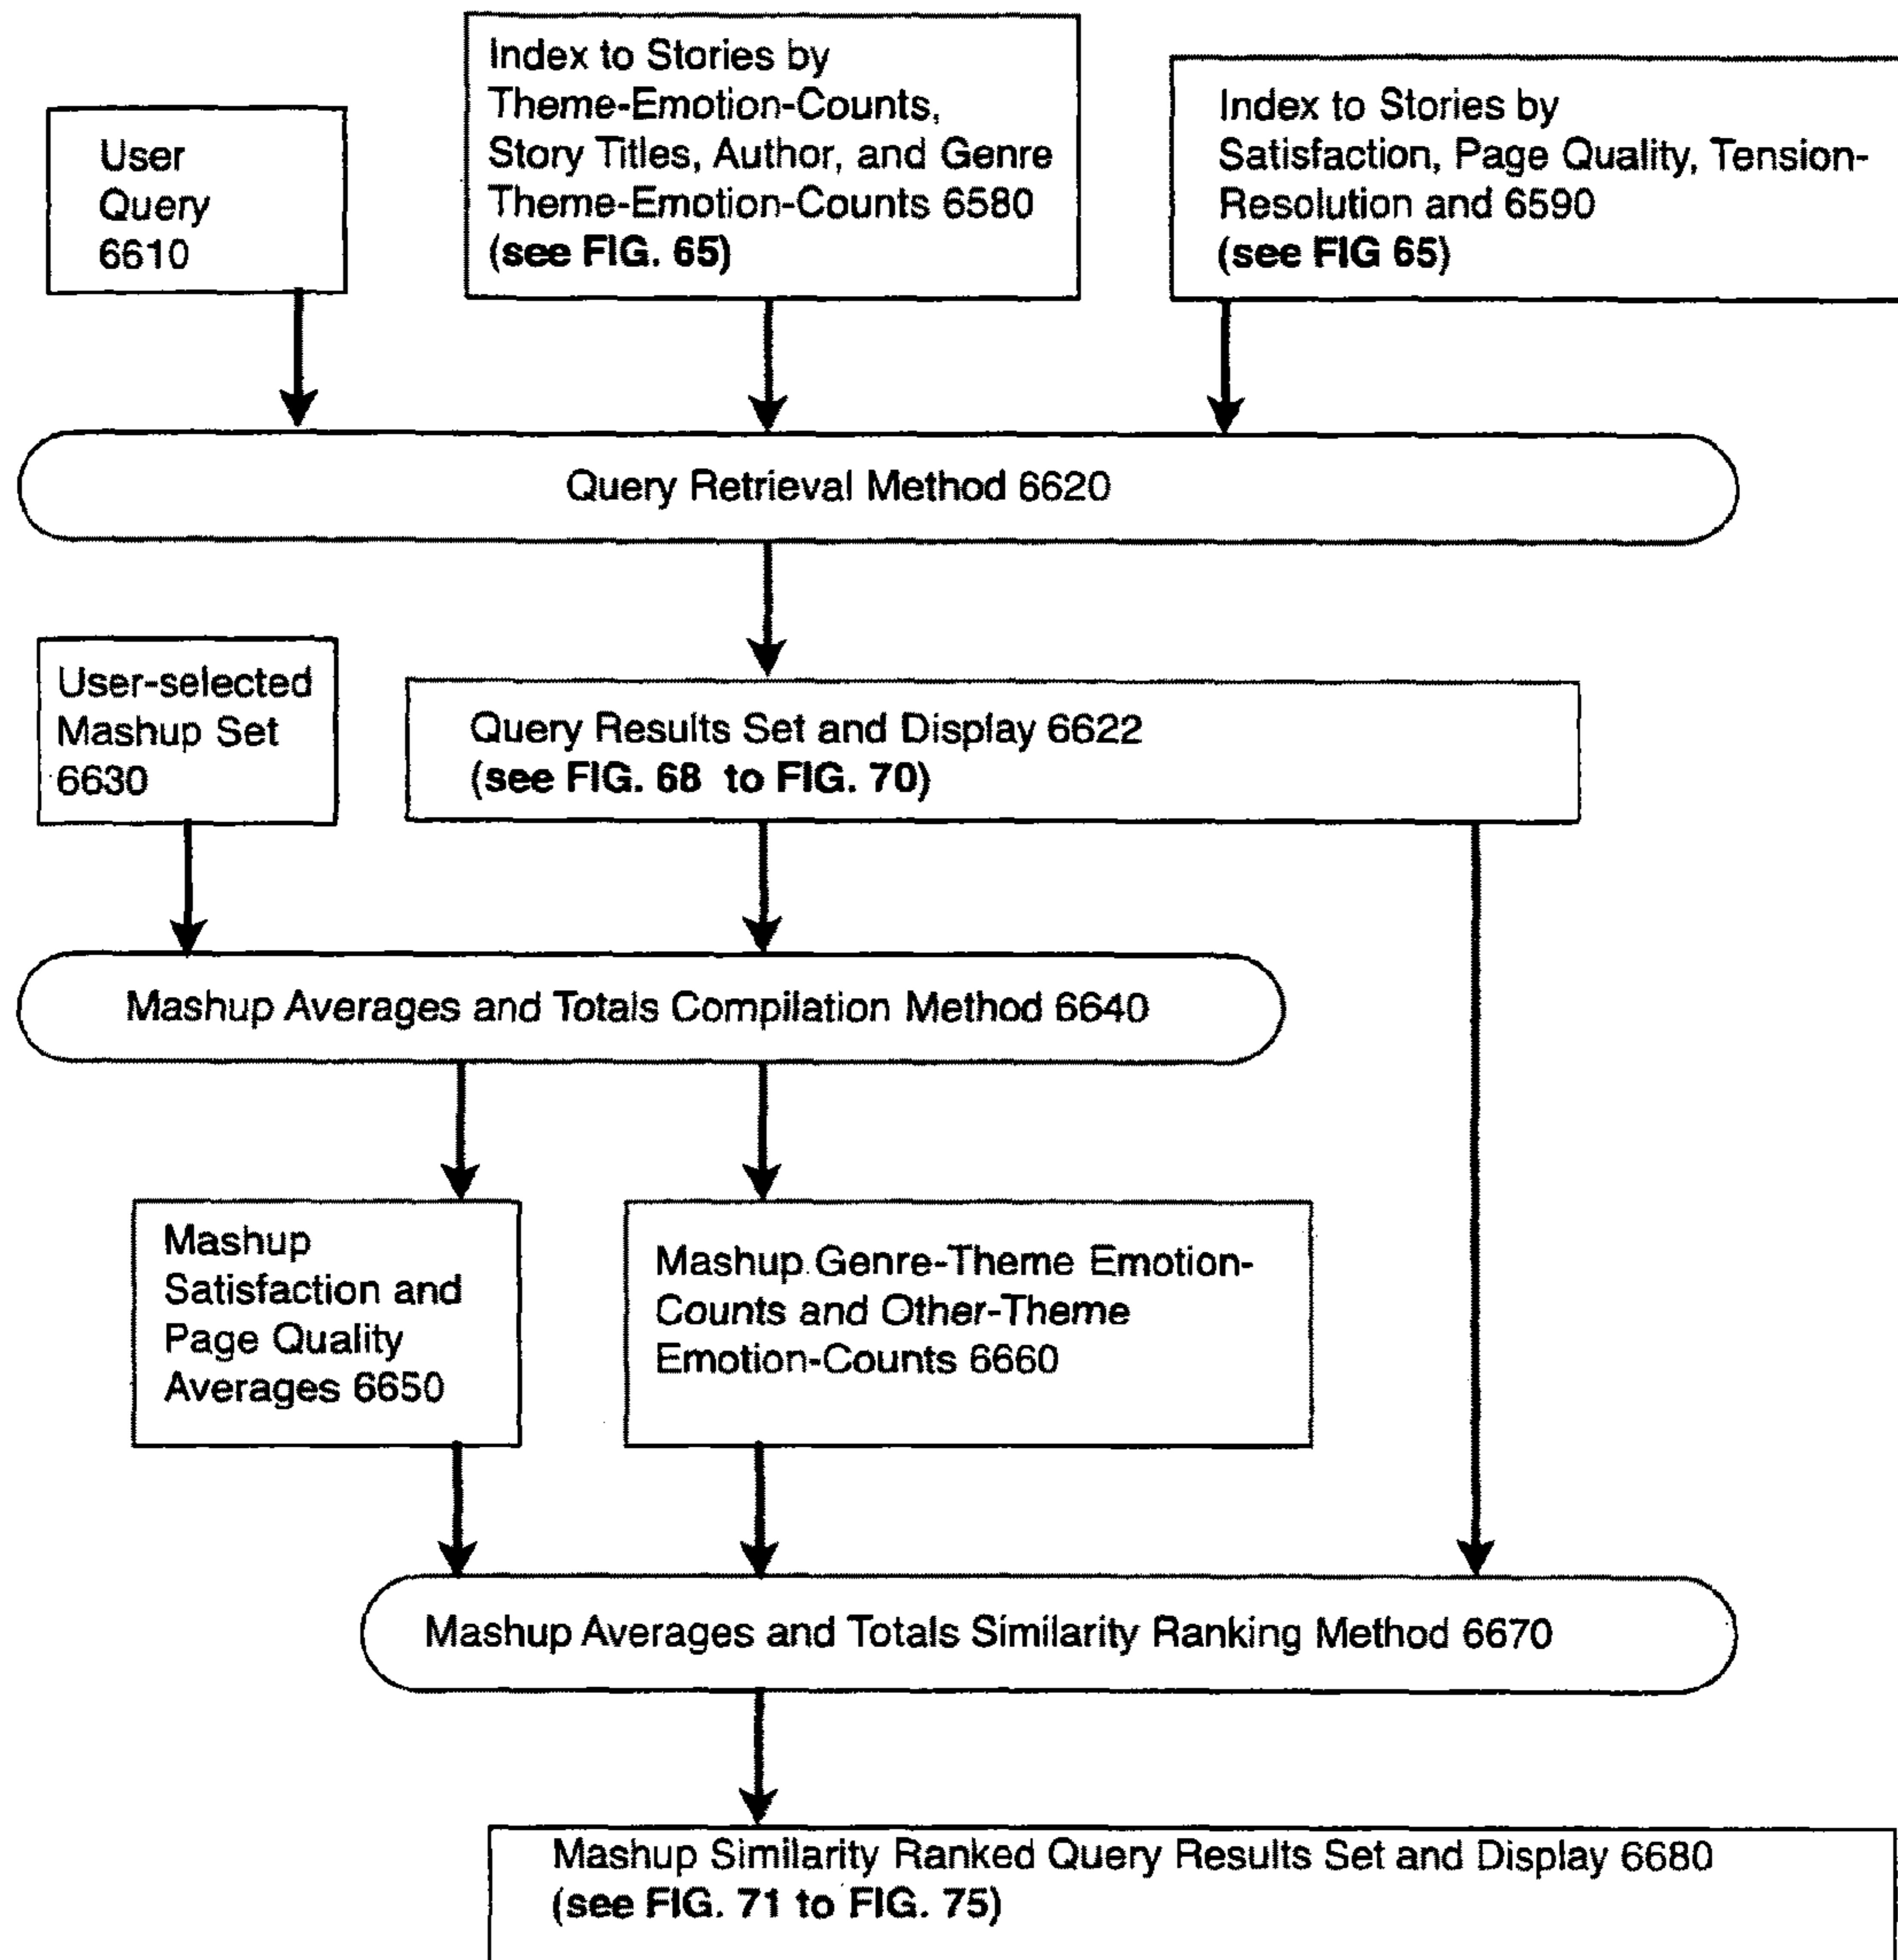 User
Query
6610
Index to Stories by
Theme-Emotion-Counts,
Story Titles, Author, and Genre
Theme-Emotion-Counts 6580
(see FIG. 65)
Index to Stories by
Satisfaction, Page Quality, Tension-
Resolution and 6590
(see FIG 65)
Query Retrieval Method 6620
User-selected
Mashup Set
6630
Query Results Set and Display 6622
(see FIG. 68 to FIG. 70)
Mashup Averages and Totals Compilation Method 6640
Mashup
Satisfaction and
Page Quality
Averages 6650
Mashup Genre-Theme Emotion-
Counts and Other-Theme
Emotion-Counts 6660
Mashup Averages and Totals Similarity Ranking Method 6670
Mashup Similarity Ranked Query Results Set and Display 6680
(see FIG. 71 to FIG. 75)